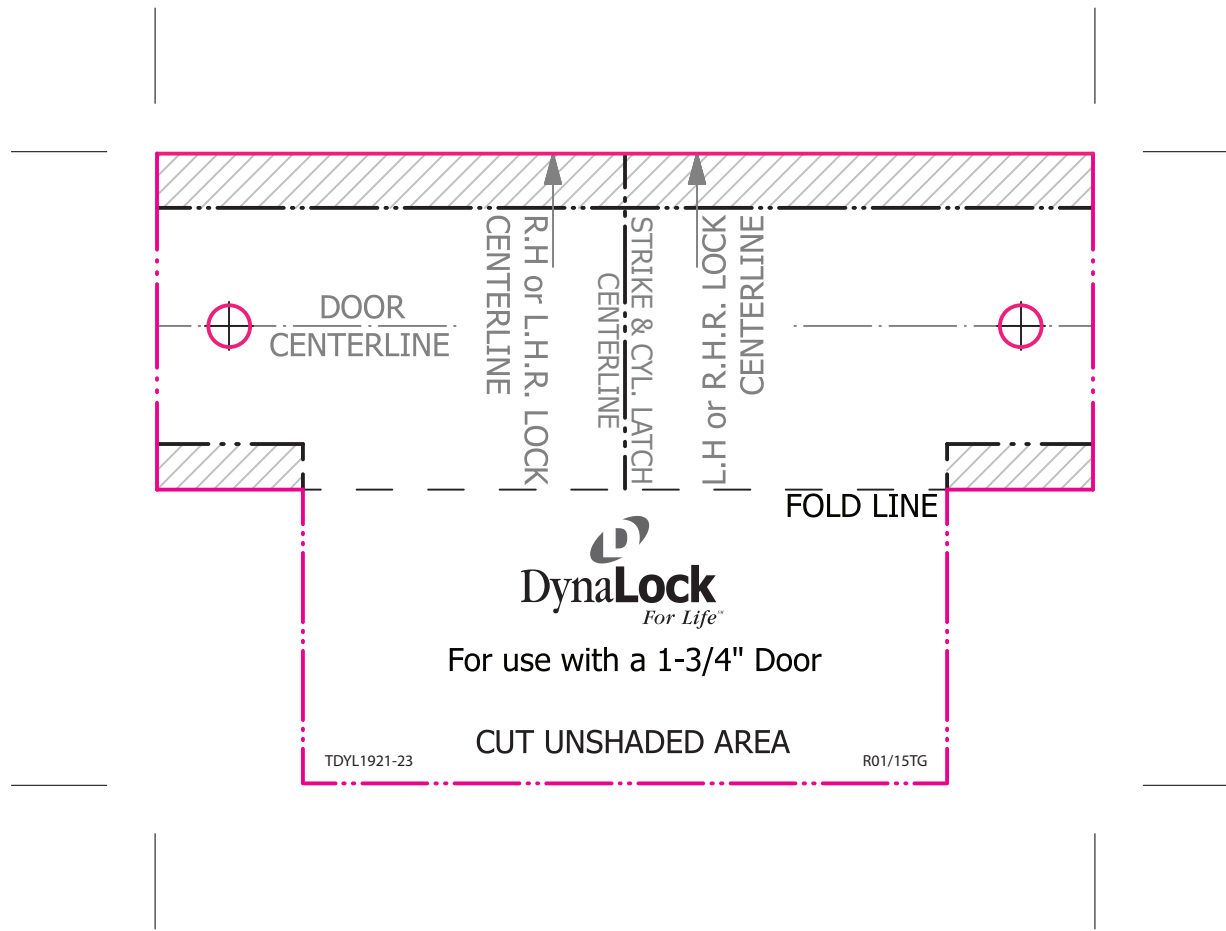 DOOR
CENTERLINE
CENTERLINE
R.H or L.H.R. LOCK
CENTERLINE
STRIKE & CYL. LATCH
L.H or R.H.R. LOCK
CENTERLINE
FOLD LINE
D
DynaLock
For Life™
For use with a 1-3/4" Door
CUT UNSHADED AREA
TDYL1921-23
R01/15TG